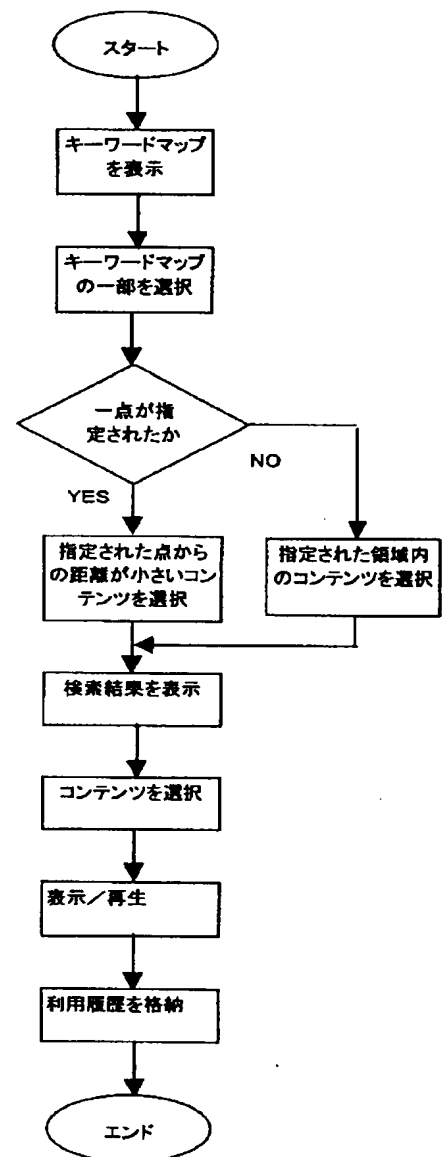 スタート
キーワードマップ
を表示
キーワードマップ
の一部を選択
一点が指
定されたか
NO
YES
指定された点から
の距離が小さいコン
テンツを選択
指定された領域内
のコンテンツを選択
検索結果を表示
コンテンツを選択
表示／再生
利用履歴を格納
エンド